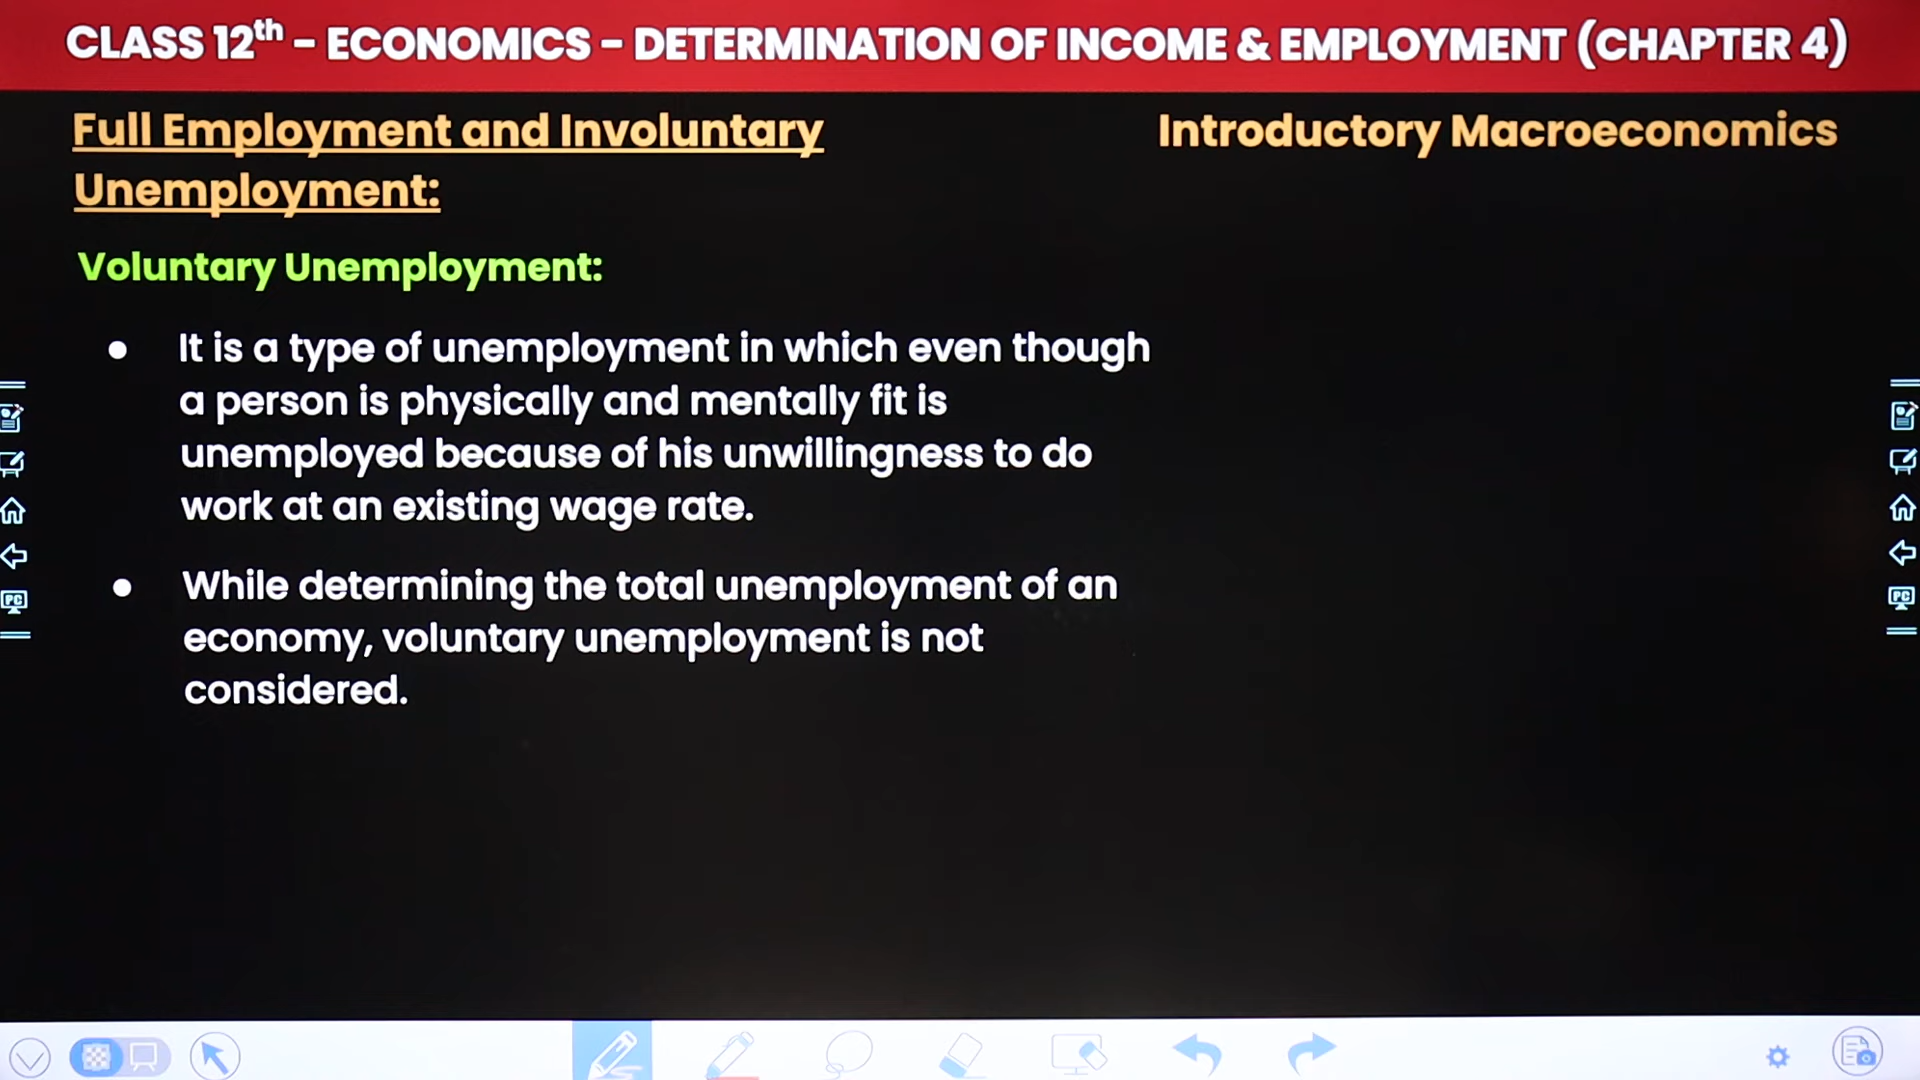 CLASS 12th - ECONOMICS - DETERMINATION OF INCOME & EMPLOYMENT (CHAPTER 4)
Full Employment and Involuntary
Unemployment:
Introductory Macroeconomics
Voluntary Unemployment:
● It is a type of unemployment in which even though
a person is physically and mentally fit is
unemployed because of his unwillingness to do
work at an existing wage rate.
● While determining the total unemployment of an
economy, voluntary unemployment is not
considered.
PC
PC